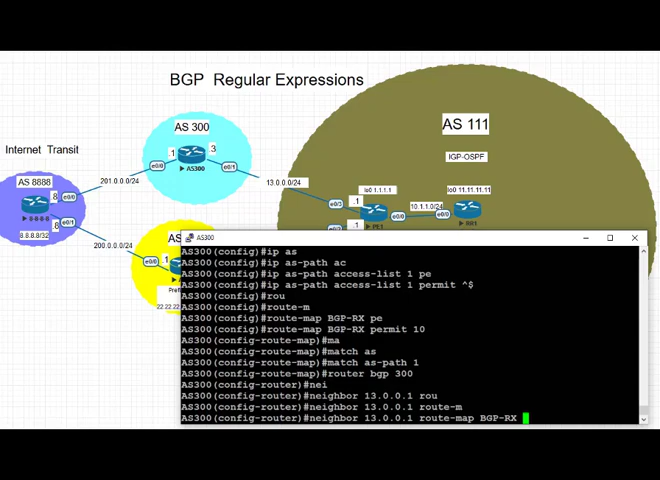 BGP Regular Expressions
AS 300
AS 111
Internet Transit
IGP-OSPF
.1
.3
AS 8888
e0/0
AS300
e0/1
201.0.0.0/24
13.0.0.0/24
.8
e0/0
lo0 1.1.1.1
lo0 11.11.11.11
8-8-8-8
e0/1
.1
10.1.1.0/24
e0/0
e0/0
.8
8.8.8.8/32
.1
PE1
RR1
200.0.0.0/24
e0/0
.1
22.22.22
AS300
AS300(config)#ip as
AS300(config)#ip as-path ac
AS300(config)#ip as-path access-list 1 pe
AS300(config)#ip as-path access-list 1 permit ^$
AS300(config)#rou
AS300(config)#route-m
AS300(config)#route-map BGP-RX pe
AS300(config)#route-map BGP-RX permit 10
AS300(config-route-map)#ma
AS300(config-route-map)#match as
AS300(config-route-map)#match as-path 1
AS300(config-route-map)#router bgp 300
AS300(config-router)#nei
AS300(config-router)#neighbor 13.0.0.1 rou
AS300(config-router)#neighbor 13.0.0.1 route-m
AS300(config-router)#neighbor 13.0.0.1 route-map BGP-RX